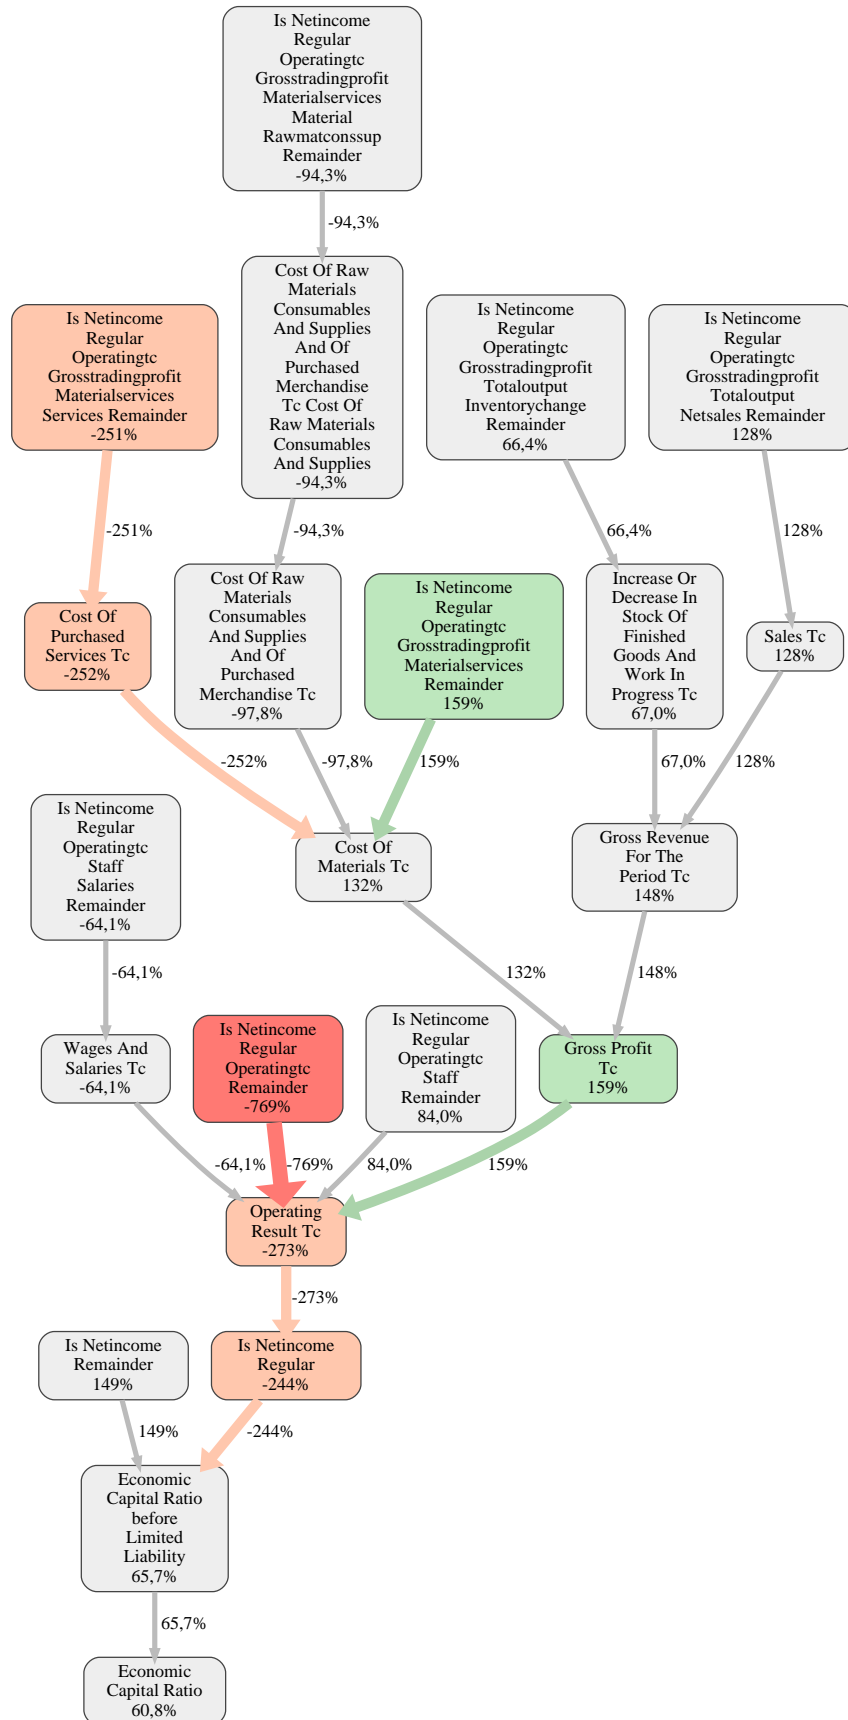 Is Netincome
Regular
Operatingtc
Grosstradingprofit
Materialservices
Material
Rawmatconssup
Remainder
-94,3%
-94,3%
Cost Of Raw
Materials
Consumables
And Supplies
And Of
Purchased
Merchandise
Tc Cost Of
Raw Materials
Consumables
And Supplies
-94,3%
Is Netincome
Regular
Operatingtc
Grosstradingprofit
Materialservices
Services Remainder
-251%
Is Netincome
Regular
Operatingtc
Grosstradingprofit
Totaloutput
Inventorychange
Remainder
66,4%
Is Netincome
Regular
Operatingtc
Grosstradingprofit
Totaloutput
Netsales Remainder
128%
-251%
-94,3%
66,4%
128%
Cost Of
Purchased
Services Tc
-252%
Cost Of Raw
Materials
Consumables
And Supplies
And Of
Purchased
Merchandise Tc
-97,8%
Is Netincome
Regular
Operatingtc
Grosstradingprofit
Materialservices
Remainder
159%
Increase Or
Decrease In
Stock Of
Finished
Goods And
Work In
Progress Tc
67,0%
Sales Tc
128%
-252%
-97,8%
159%
67,0%
128%
Is Netincome
Regular
Operatingtc
Staff
Salaries
Remainder
-64,1%
Cost Of
Materials Tc
132%
Gross Revenue
For The
Period Tc
148%
-64,1%
132%
148%
Wages And
Salaries Tc
-64,1%
Is Netincome
Regular
Operatingtc
Remainder
-769%
Is Netincome
Regular
Operatingtc
Staff
Remainder
84,0%
Gross Profit
Tc
159%
-64,1%
-769%
84,0%
159%
Operating
Result Tc
-273%
-273%
Is Netincome
Remainder
149%
Is Netincome
Regular
-244%
149%
-244%
Economic
Capital Ratio
before
Limited
Liability
65,7%
65,7%
Economic
Capital Ratio
60,8%